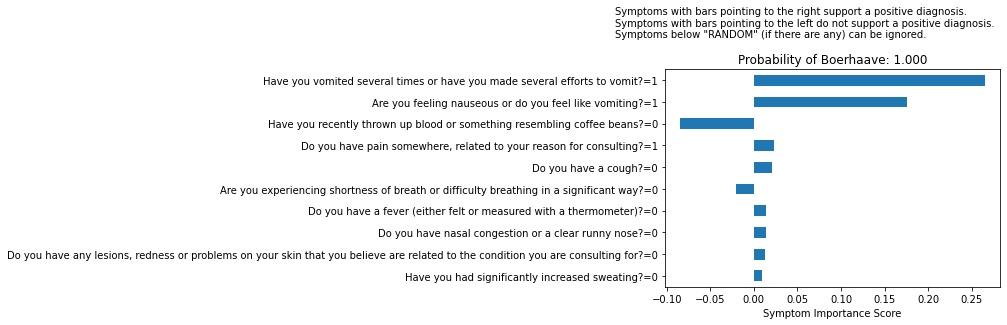 Symptoms with bars pointing to the right support a positive diagnosis.
Symptoms with bars pointing to the left do not support a positive diagnosis.
Symptoms below "RANDOM" (if there are any) can be ignored.
Probability of Boerhaave: 1.000
Have you vomited several times or have you made several efforts to vomit?=1
Are you feeling nauseous or do you feel like vomiting?=1
Have you recently thrown up blood or something resembling coffee beans?=0
Do you have pain somewhere, related to your reason for consulting?=1
Do you have a cough?=0
Are you experiencing shortness of breath or difficulty breathing in a significant way?=0
Do you have a fever (either felt or measured with a thermometer)?=0
Do you have nasal congestion or a clear runny nose?=0
Do you have any lesions, redness or problems on your skin that you believe are related to the condition you are consulting for?=0
Have you had significantly increased sweating?=0
−0.10 −0.05 0.00 0.05 0.10 0.15 0.20 0.25
Symptom Importance Score